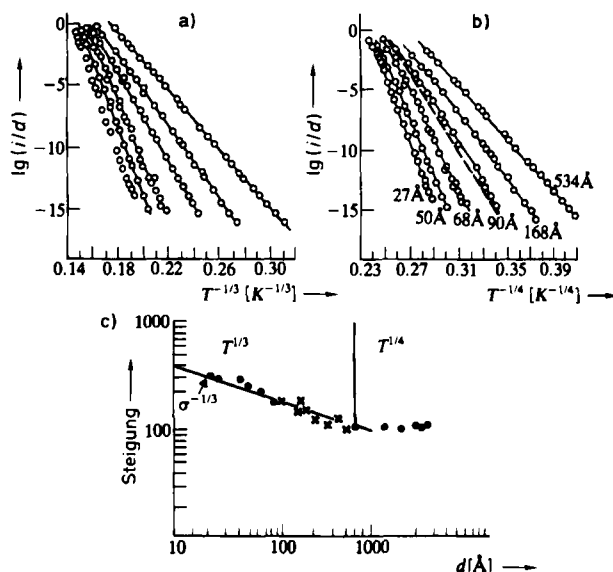 a)
b)
lg (i/d)
0
−5
−10
−15
0.14
0.18
0.22
0.26
0.30
T^{-1/3} [K^{-1/3}]
lg (i/d)
0
−5
−10
−15
27Å
50Å
68Å
90Å
168Å
534Å
0.23
0.27
0.31
0.35
0.39
T^{-1/4} [K^{-1/4}]
c)
Steigung
1000
100
T^{1/3}
T^{1/4}
σ^{-1/3}
10
100
1000
d[Å]